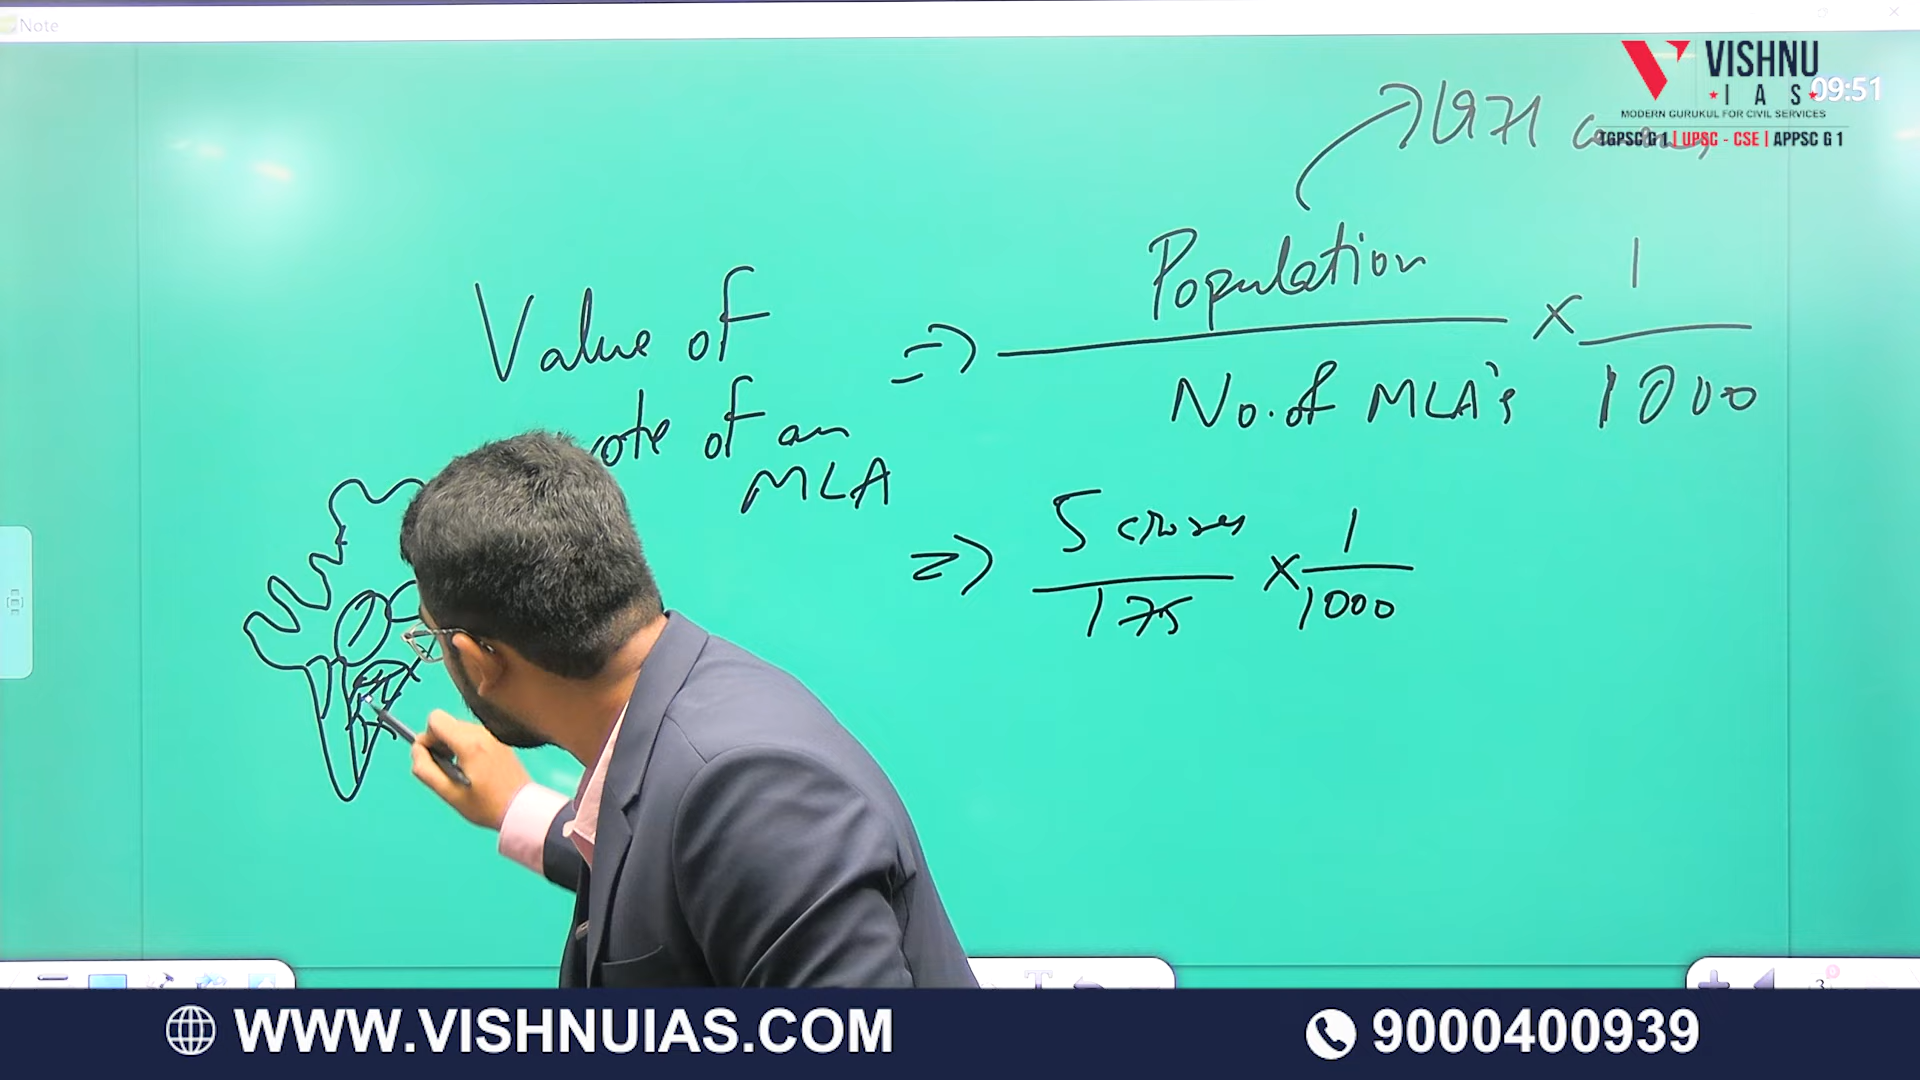 Note
VISHNU
I A S
09:51
MODERN GURUKUL FOR CIVIL SERVICES
TGPSC G 1 | UPSC - CSE | APPSC G 1
1971
Value of
vote of an
MLA
=> Population × 1
No. of MLA's 1000
=> 5 crores × 1
175 1000
WWW.VISHNUIAS.COM
9000400939